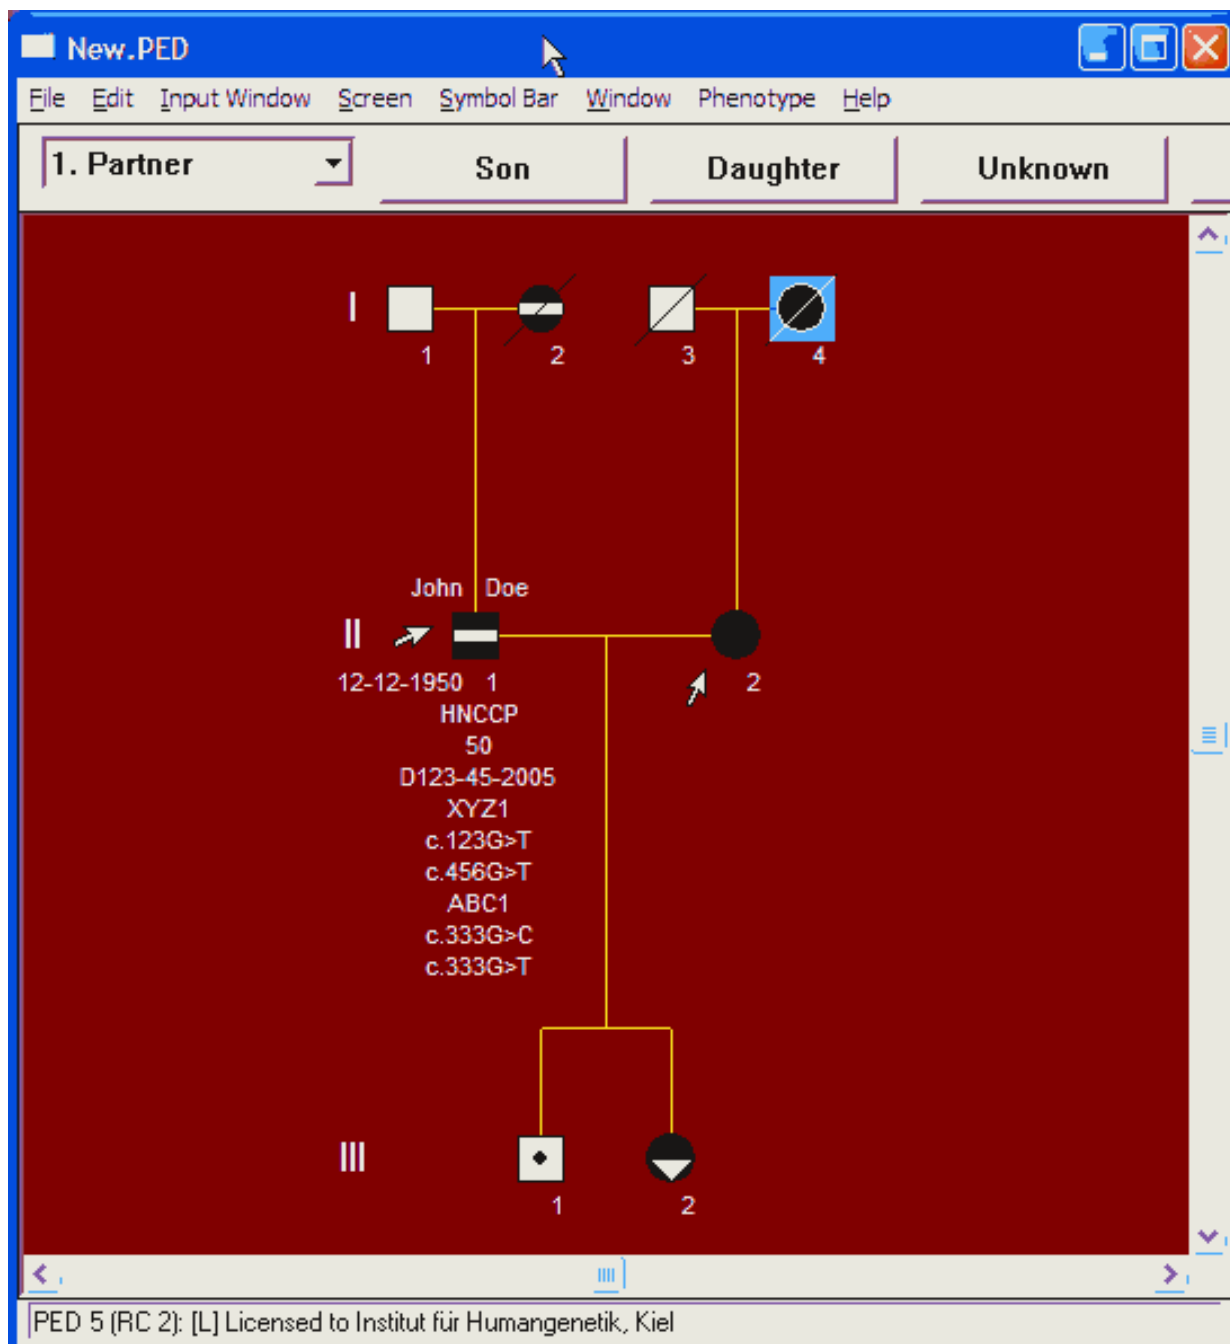 New.PED
File Edit Input Window Screen Symbol Bar Window Phenotype Help
1. Partner Son Daughter Unknown
I
1 2 3 4
John Doe
II
12-12-1950 1 2
HNCCP
50
D123-45-2005
XYZ1
c.123G>T
c.456G>T
ABC1
c.333G>C
c.333G>T
III
1 2
PED 5 (RC 2): [L] Licensed to Institut für Humangenetik, Kiel